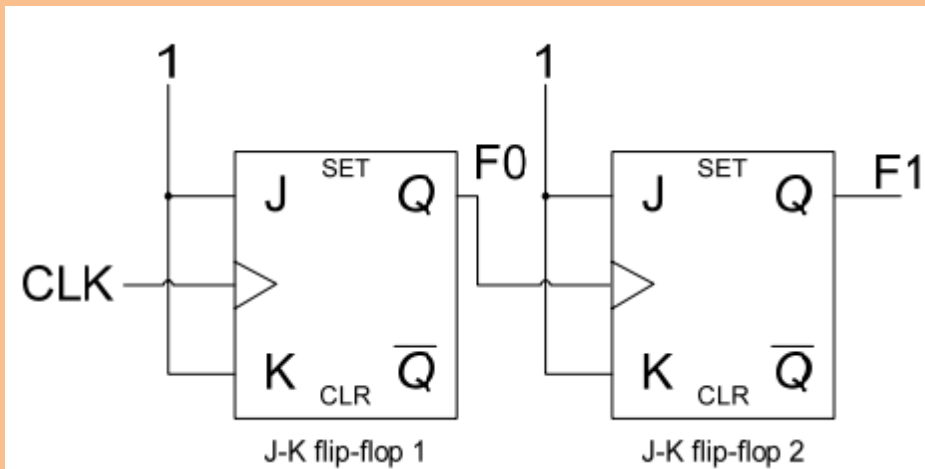 1 1
SET F0 SET F1
J Q J Q
CLK
K Q K Q
CLR CLR
J-K flip-flop 1 J-K flip-flop 2